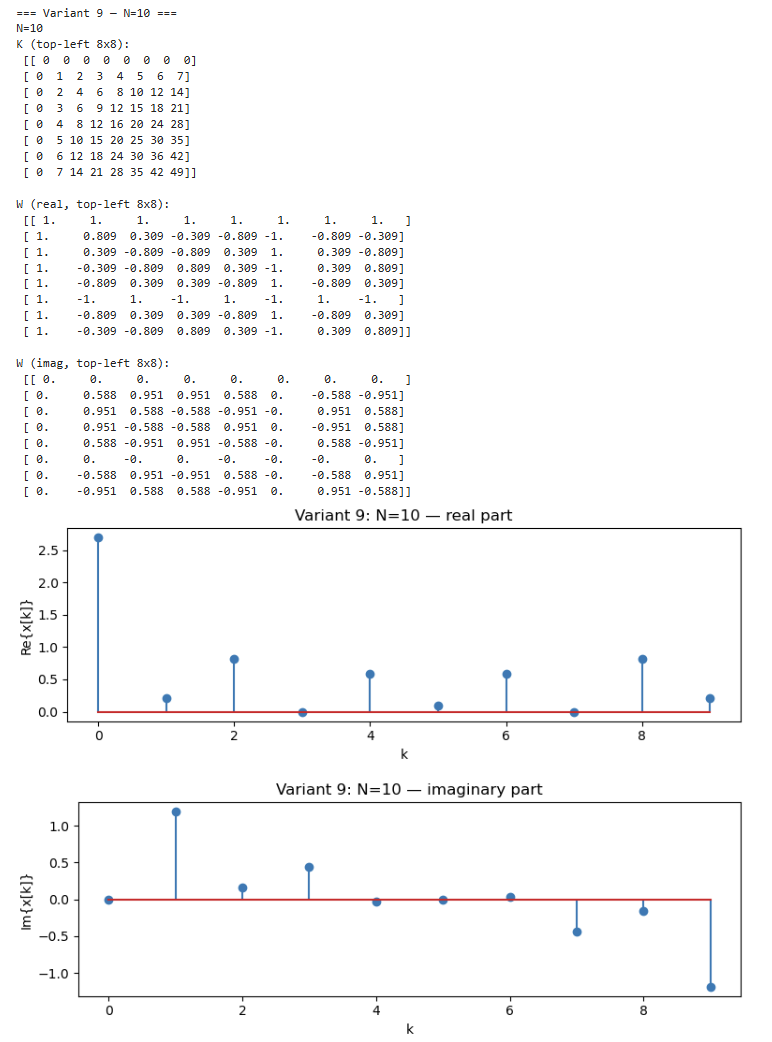 === Variant 9 — N=10 ===
N=10
K (top-left 8x8):
[[ 0  0  0  0  0  0  0  0]
[ 0  1  2  3  4  5  6  7]
[ 0  2  4  6  8 10 12 14]
[ 0  3  6  9 12 15 18 21]
[ 0  4  8 12 16 20 24 28]
[ 0  5 10 15 20 25 30 35]
[ 0  6 12 18 24 30 36 42]
[ 0  7 14 21 28 35 42 49]]
W (real, top-left 8x8):
[[ 1.     1.     1.     1.     1.     1.     1.     1.   ]
[ 1.     0.809  0.309 -0.309 -0.809 -1.    -0.809 -0.309]
[ 1.     0.309 -0.809 -0.809  0.309  1.     0.309 -0.809]
[ 1.    -0.309 -0.809  0.809  0.309 -1.     0.309  0.809]
[ 1.    -0.809  0.309  0.309 -0.809  1.    -0.809  0.309]
[ 1.    -1.     1.    -1.     1.    -1.     1.    -1.   ]
[ 1.    -0.809  0.309  0.309 -0.809  1.    -0.809  0.309]
[ 1.    -0.309 -0.809  0.809  0.309 -1.     0.309  0.809]]
W (imag, top-left 8x8):
[[ 0.     0.     0.     0.     0.     0.     0.     0.   ]
[ 0.     0.588  0.951  0.951  0.588  0.    -0.588 -0.951]
[ 0.     0.951  0.588 -0.588 -0.951 -0.     0.951  0.588]
[ 0.     0.951 -0.588 -0.588  0.951  0.    -0.951  0.588]
[ 0.     0.588 -0.951  0.951 -0.588 -0.     0.588 -0.951]
[ 0.     0.    -0.     0.    -0.    -0.    -0.     0.   ]
[ 0.    -0.588  0.951 -0.951  0.588 -0.    -0.588  0.951]
[ 0.    -0.951  0.588  0.588 -0.951  0.     0.951 -0.588]]
Variant 9: N=10 — real part
2.5
2.0
1.5
1.0
0.5
0.0
Re{x[k]}
0 2 4 6 8
k
Variant 9: N=10 — imaginary part
1.0
0.5
0.0
−0.5
−1.0
Im{x[k]}
0 2 4 6 8
k